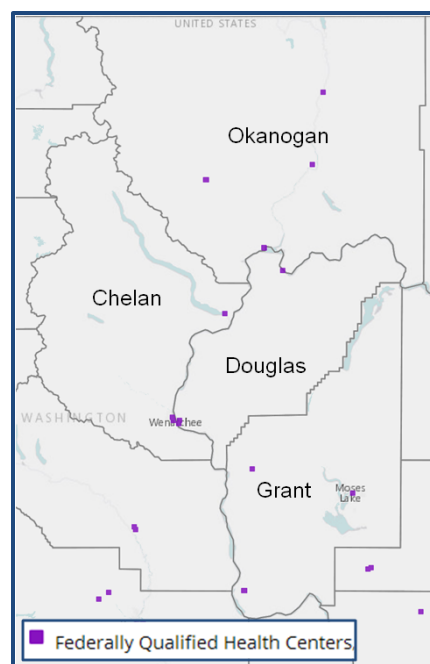 UNITED STATES
Okanogan
Chelan
Douglas
WASHINGTON
Wenatchee
Grant
Moses
Lake
Federally Qualified Health Centers